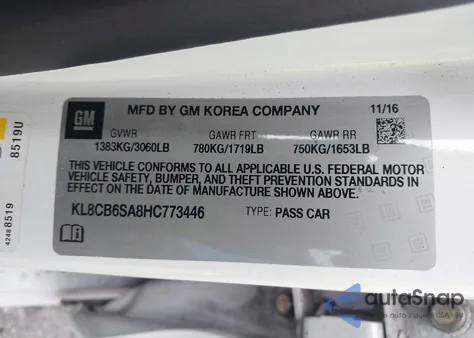 GM
MFD BY GM KOREA COMPANY 11/16
GVWR GAWR FRT GAWR RR
1383KG/3060LB 780KG/1719LB 750KG/1653LB
THIS VEHICLE CONFORMS TO ALL APPLICABLE U.S. FEDERAL MOTOR
VEHICLE SAFETY, BUMPER, AND THEFT PREVENTION STANDARDS IN
EFFECT ON THE DATE OF MANUFACTURE SHOWN ABOVE.
KL8CB6SA8HC773446 TYPE: PASS CAR
8519U
42488519
autoSnap